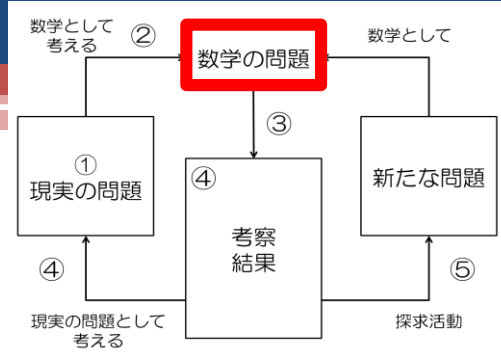 数学として
考える
②
数学の問題
数学として
③
①
現実の問題
④
考察
結果
新たな問題
④
⑤
現実の問題として
考える
探求活動